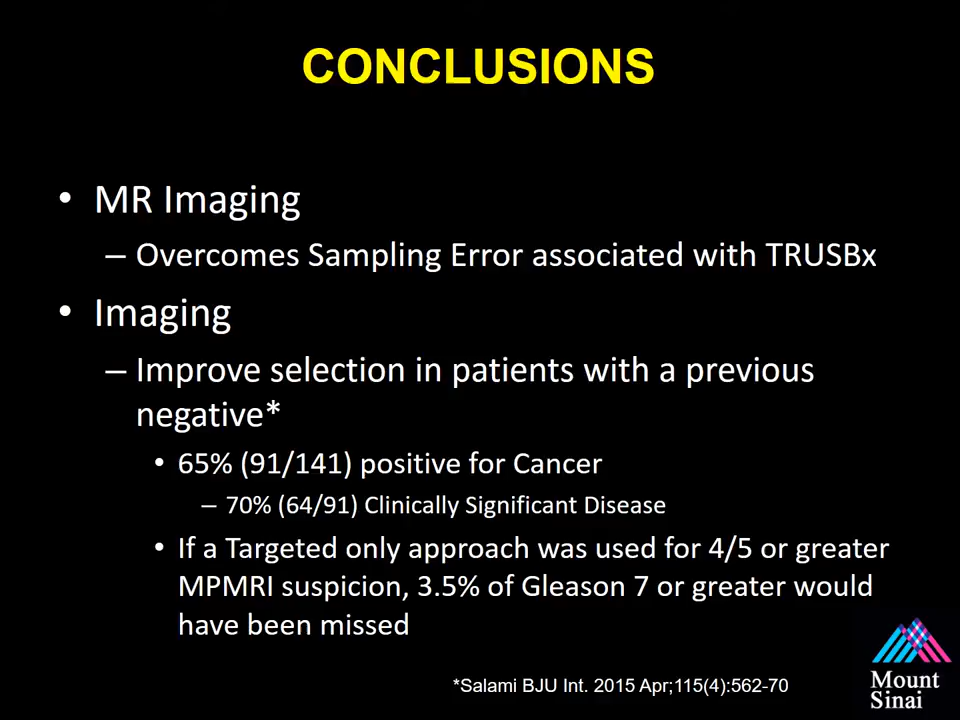 CONCLUSIONS
• MR Imaging
– Overcomes Sampling Error associated with TRUSBx
• Imaging
– Improve selection in patients with a previous
negative*
• 65% (91/141) positive for Cancer
– 70% (64/91) Clinically Significant Disease
• If a Targeted only approach was used for 4/5 or greater
MPMRI suspicion, 3.5% of Gleason 7 or greater would
have been missed
*Salami BJU Int. 2015 Apr;115(4):562-70
Mount
Sinai